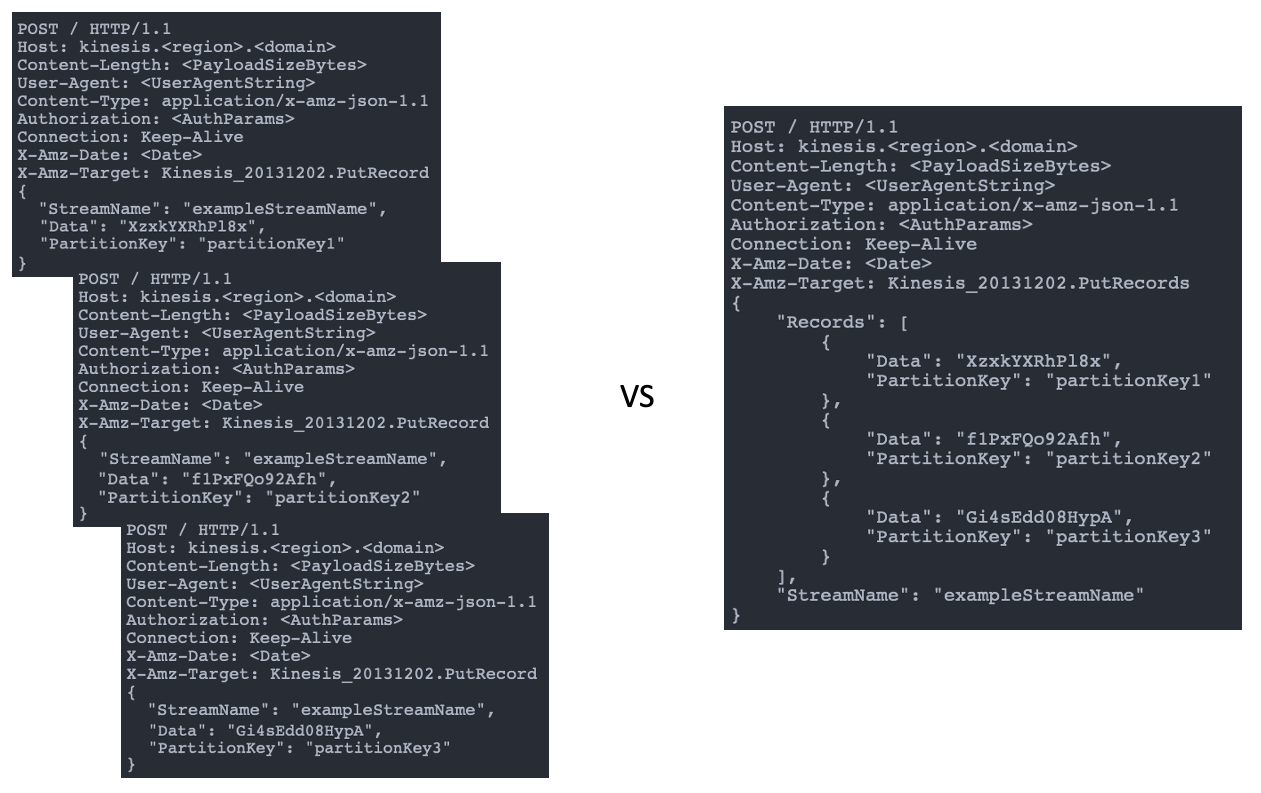 POST / HTTP/1.1
Host: kinesis.<region>.<domain>
Content-Length: <PayloadSizeBytes>
User-Agent: <UserAgentString>
Content-Type: application/x-amz-json-1.1
Authorization: <AuthParams>
Connection: Keep-Alive
X-Amz-Date: <Date>
X-Amz-Target: Kinesis_20131202.PutRecord
{
  "StreamName": "exampleStreamName",
  "Data": "XzxkYXRhPl8x",
  "PartitionKey": "partitionKey1"
}
POST / HTTP/1.1
Host: kinesis.<region>.<domain>
Content-Length: <PayloadSizeBytes>
User-Agent: <UserAgentString>
Content-Type: application/x-amz-json-1.1
Authorization: <AuthParams>
Connection: Keep-Alive
X-Amz-Date: <Date>
X-Amz-Target: Kinesis_20131202.PutRecord
{
  "StreamName": "exampleStreamName",
  "Data": "f1PxFQo92Afh",
  "PartitionKey": "partitionKey2"
}
POST / HTTP/1.1
Host: kinesis.<region>.<domain>
Content-Length: <PayloadSizeBytes>
User-Agent: <UserAgentString>
Content-Type: application/x-amz-json-1.1
Authorization: <AuthParams>
Connection: Keep-Alive
X-Amz-Date: <Date>
X-Amz-Target: Kinesis_20131202.PutRecord
{
  "StreamName": "exampleStreamName",
  "Data": "Gi4sEdd08HypA",
  "PartitionKey": "partitionKey3"
}
VS
POST / HTTP/1.1
Host: kinesis.<region>.<domain>
Content-Length: <PayloadSizeBytes>
User-Agent: <UserAgentString>
Content-Type: application/x-amz-json-1.1
Authorization: <AuthParams>
Connection: Keep-Alive
X-Amz-Date: <Date>
X-Amz-Target: Kinesis_20131202.PutRecords
{
    "Records": [
        {
            "Data": "XzxkYXRhPl8x",
            "PartitionKey": "partitionKey1"
        },
        {
            "Data": "f1PxFQo92Afh",
            "PartitionKey": "partitionKey2"
        },
        {
            "Data": "Gi4sEdd08HypA",
            "PartitionKey": "partitionKey3"
        }
    ],
    "StreamName": "exampleStreamName"
}